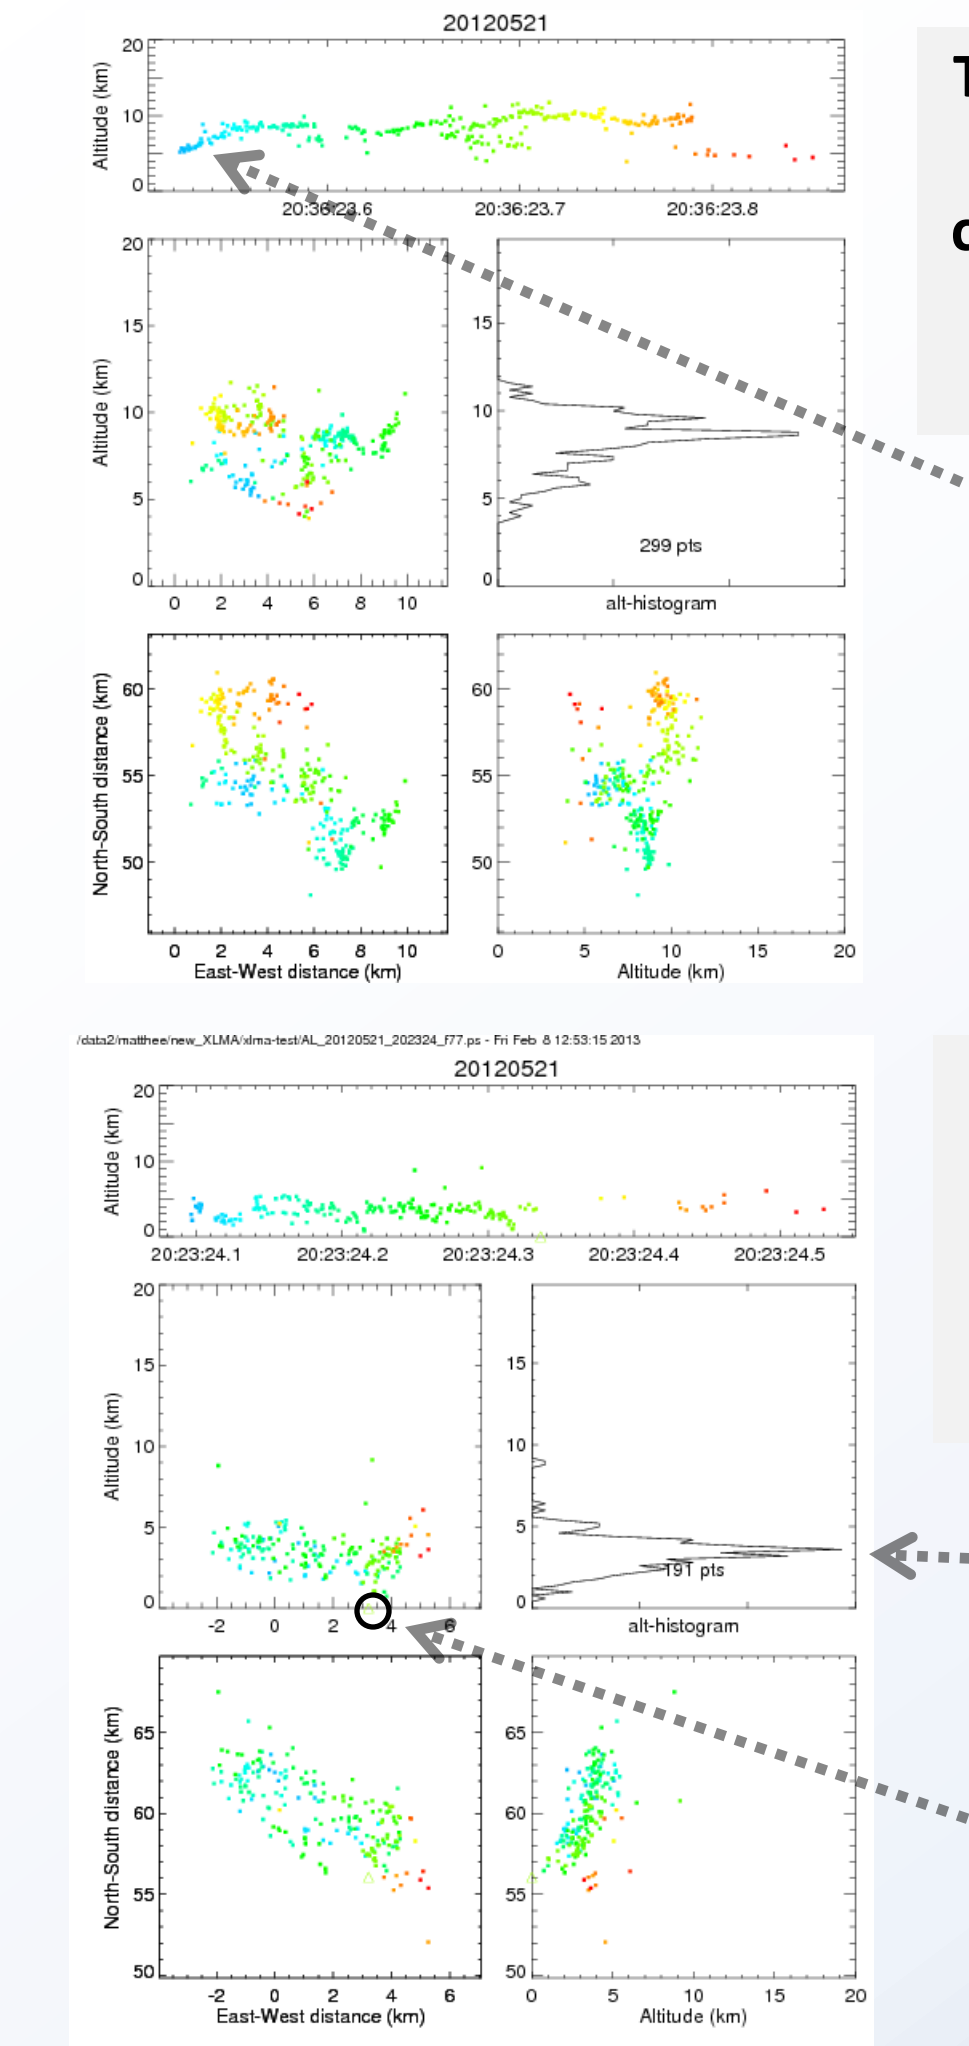 20120521
T
20
10
0
Altitude (km)
20:36:23.6 20:36:23.7 20:36:23.8
c
20
15
10
5
0
Altitude (km)
0 2 4 6 8 10
15
10
5
0
299 pts
alt-histogram
60
55
50
North-South distance (km)
0 2 4 6 8 10
East-West distance (km)
60
55
50
0 5 10 15 20
Altitude (km)
/data2/matthee/new_XLMA/xlma-test/AL_20120521_202324_f77.ps - Fri Feb 8 12:53:15 2013
20120521
20
10
0
Altitude (km)
20:23:24.1 20:23:24.2 20:23:24.3 20:23:24.4 20:23:24.5
20
15
10
5
0
Altitude (km)
-2 0 2 4 6
15
10
5
0
191 pts
alt-histogram
65
60
55
50
North-South distance (km)
-2 0 2 4 6
East-West distance (km)
65
60
55
50
0 5 10 15 20
Altitude (km)